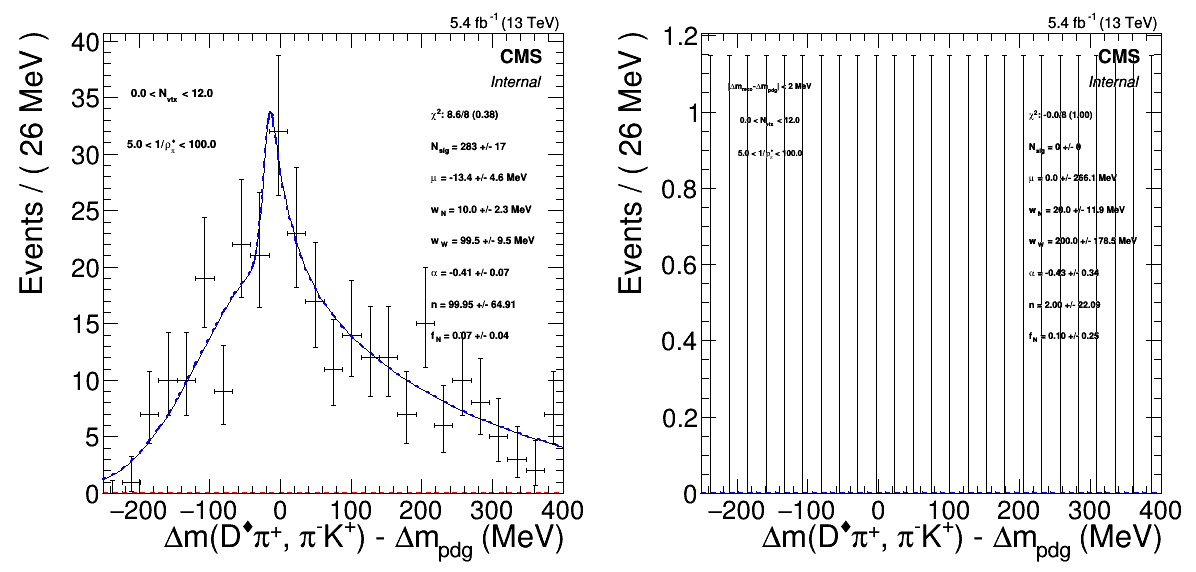 5.4 fb⁻¹ (13 TeV)
Events / ( 26 MeV )
40
35
30
25
20
15
10
5
0
CMS
Internal
0.0 < N_vtx < 12.0
5.0 < 1/ρ*_π < 100.0
χ²: 8.6/8 (0.38)
N_sig = 283 +/- 17
μ = -13.4 +/- 4.6 MeV
w_N = 10.0 +/- 2.3 MeV
w_W = 99.5 +/- 9.5 MeV
α = -0.41 +/- 0.07
n = 99.95 +/- 64.91
f_N = 0.07 +/- 0.04
−200 −100 0 100 200 300 400
Δm(D♦π⁺, π⁻K⁺) - Δm_pdg (MeV)
5.4 fb⁻¹ (13 TeV)
Events / ( 26 MeV )
1.2
1
0.8
0.6
0.4
0.2
0
CMS
Internal
|Δm_reco-Δm_pdg| < 2 MeV
0.0 < N_vtx < 12.0
5.0 < 1/ρ*_π < 100.0
χ²: -0.0/8 (1.00)
N_sig = 0 +/- 0
μ = 0.0 +/- 256.1 MeV
w_N = 20.0 +/- 11.9 MeV
w_W = 200.0 +/- 178.5 MeV
α = -0.43 +/- 0.34
n = 2.00 +/- 22.09
f_N = 0.10 +/- 0.25
−200 −100 0 100 200 300 400
Δm(D♦π⁺, π⁻K⁺) - Δm_pdg (MeV)